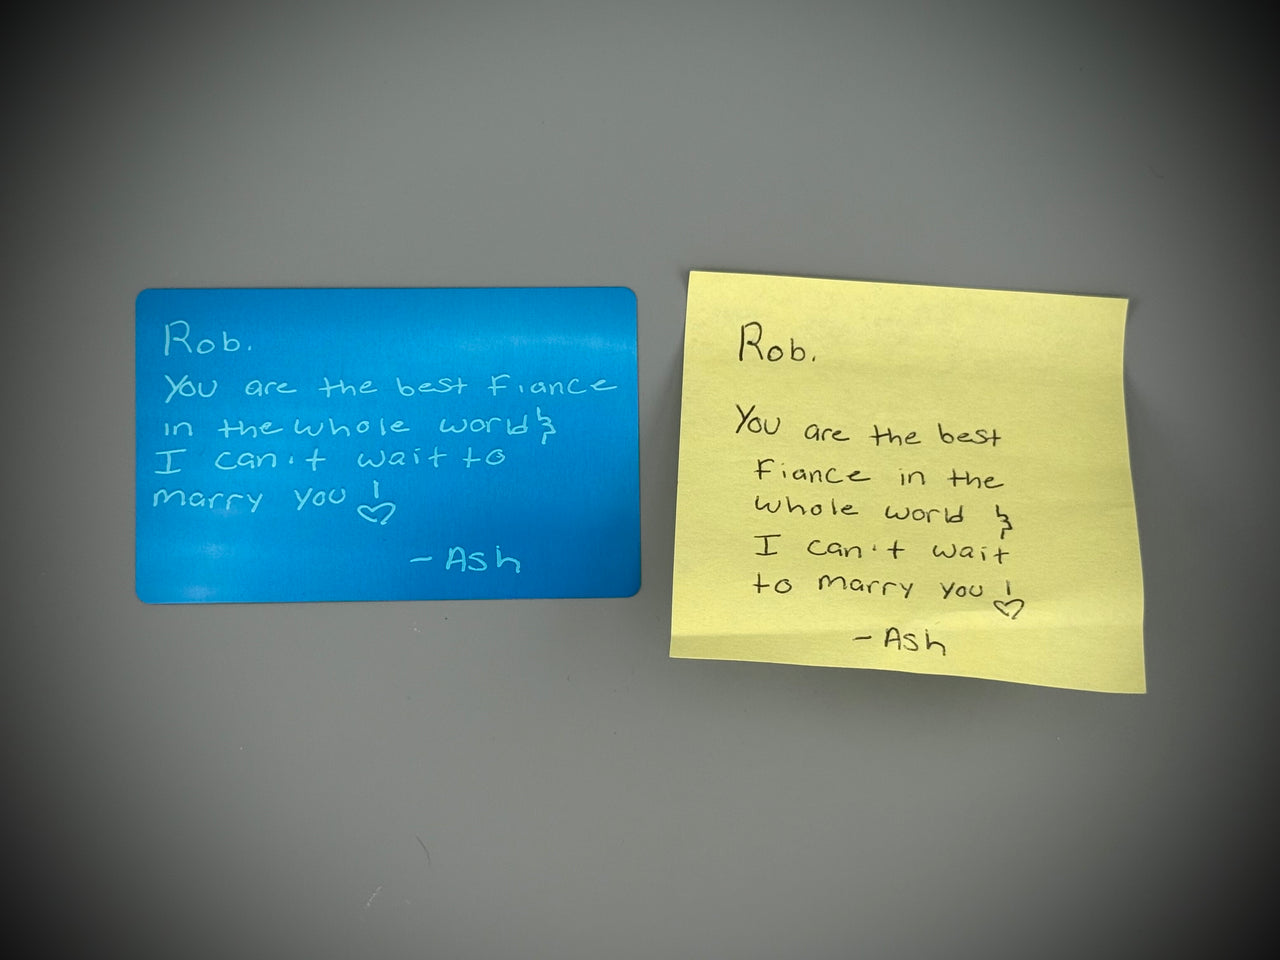 Rob.
You are the best Fiance
in the whole world &
I can't wait to
marry you!
- Ash
Rob.
You are the best
Fiance in the
whole world &
I can't wait
to marry you!
- Ash